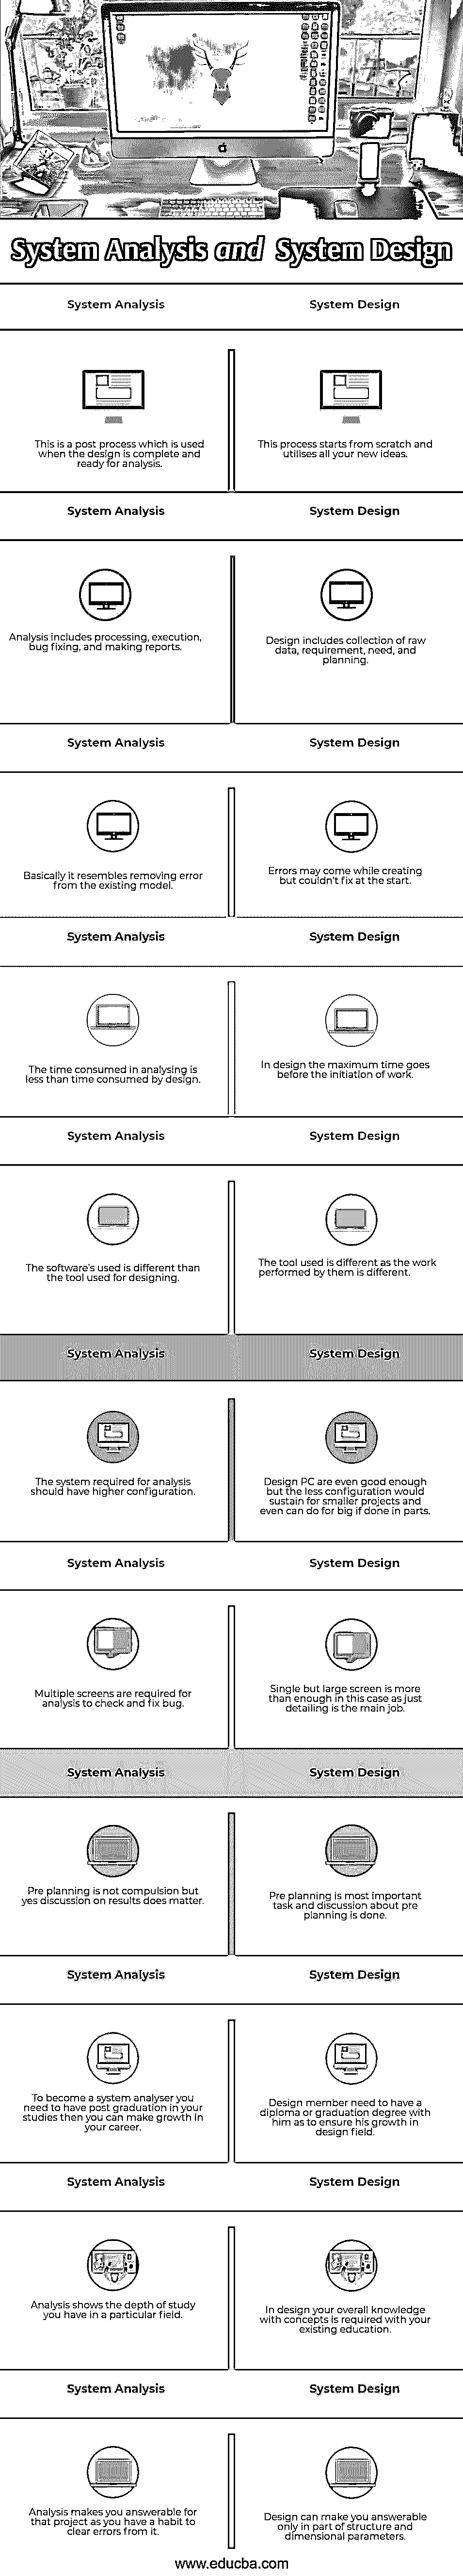 System Analysis and System Design
System Analysis
System Design
This is a post process which is used
when the design is complete and
ready for analysis.
This process starts from scratch and
utilises all your new ideas.
System Analysis
System Design
Analysis includes processing, execution,
bug fixing, and making reports.
Design includes collection of raw
data, requirement, need, and
planning.
System Analysis
System Design
Basically it resembles removing error
from the existing model.
Errors may come while creating
but couldn't fix at the start.
System Analysis
System Design
The time consumed in analysing is
less than time consumed by design.
In design the maximum time goes
before the initiation of work.
System Analysis
System Design
The software's used is different than
the tool used for designing.
The tool used is different as the work
performed by them is different.
System Analysis
System Design
The system required for analysis
should have higher configuration.
Design PC are even good enough
but the less configuration would
sustain for smaller projects and
even can do for big if done in parts.
System Analysis
System Design
Multiple screens are required for
analysis to check and fix bug.
Single but large screen is more
than enough in this case as just
detailing is the main job.
System Analysis
System Design
Pre planning is not compulsion but
yes discussion on results does matter.
Pre planning is most important
task and discussion about pre
planning is done.
System Analysis
System Design
To become a system analyser you
need to have post graduation in your
studies then you can make growth in
your career.
Design member need to have a
diploma or graduation degree with
him as to ensure his growth in
design field.
System Analysis
System Design
Analysis shows the depth of study
you have in a particular field.
In design your overall knowledge
with concepts is required with your
existing education.
System Analysis
System Design
Analysis makes you answerable for
that project as you have a habit to
clear errors from it.
Design can make you answerable
only in part of structure and
dimensional parameters.
www.educba.com